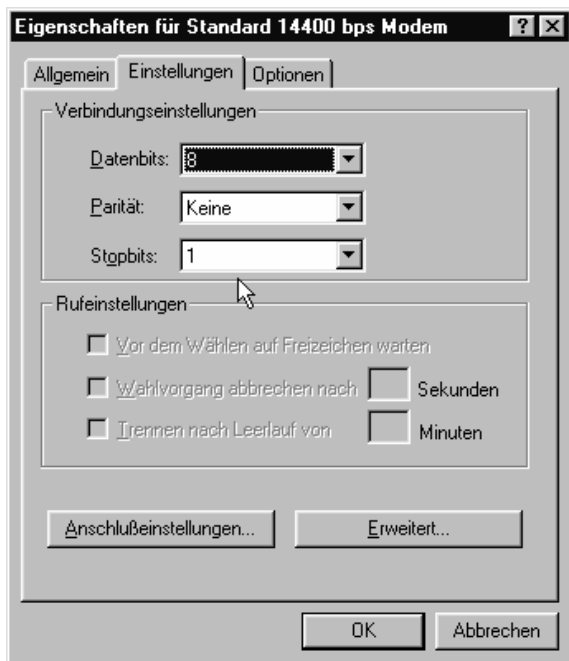 Eigenschaften für Standard 14400 bps Modem
Allgemein Einstellungen Optionen
Verbindungseinstellungen
Datenbits: 8
Parität: Keine
Stopbits: 1
Rufeinstellungen
Vor dem Wählen auf Freizeichen warten
Wahlvorgang abbrechen nach Sekunden
Trennen nach Leerlauf von Minuten
Anschlußeinstellungen... Erweitert...
OK Abbrechen